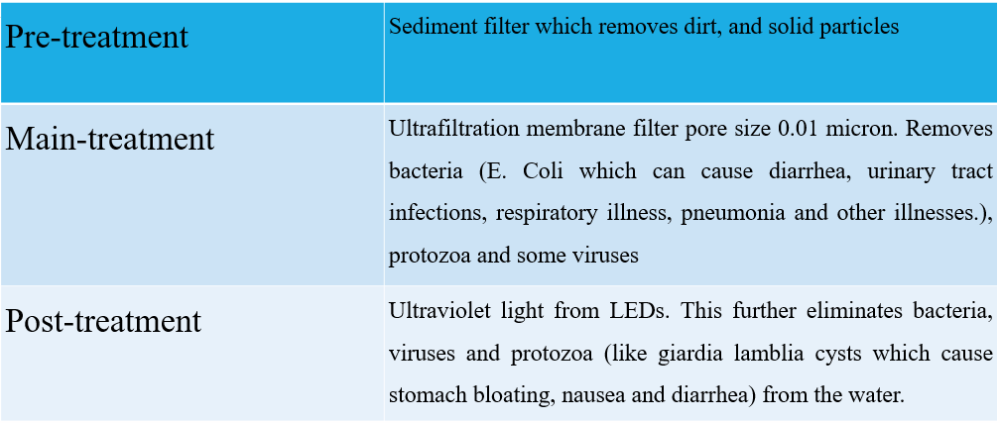 Pre-treatment
Sediment filter which removes dirt, and solid particles
Main-treatment
Ultrafiltration membrane filter pore size 0.01 micron. Removes
bacteria (E. Coli which can cause diarrhea, urinary tract
infections, respiratory illness, pneumonia and other illnesses.),
protozoa and some viruses
Post-treatment
Ultraviolet light from LEDs. This further eliminates bacteria,
viruses and protozoa (like giardia lamblia cysts which cause
stomach bloating, nausea and diarrhea) from the water.